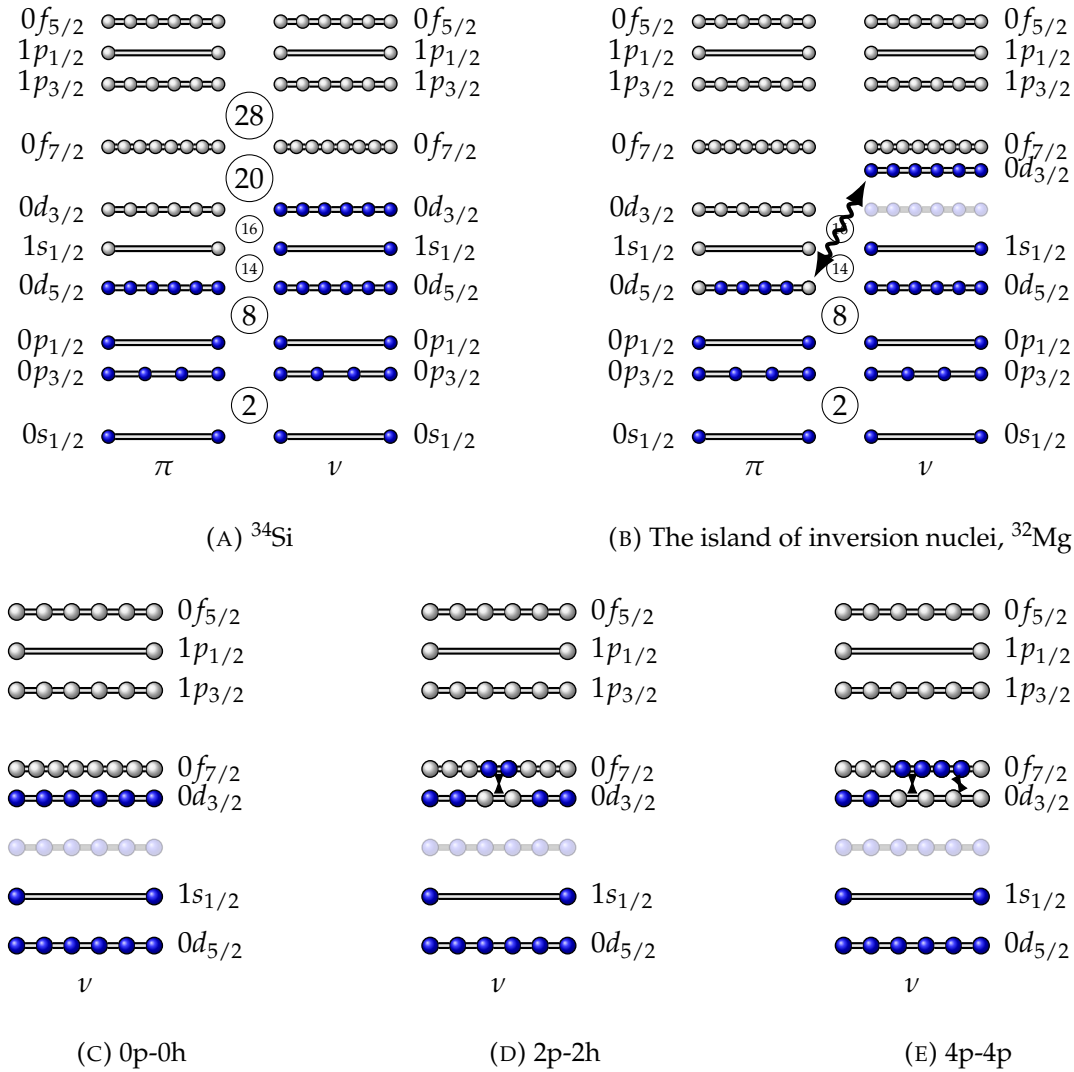 0f5/2 0f5/2 0f5/2 0f5/2
1p1/2 1p1/2 1p1/2 1p1/2
1p3/2 1p3/2 1p3/2 1p3/2
28
0f7/2 0f7/2 0f7/2 0f7/2
0d3/2
20
0d3/2 0d3/2 0d3/2
16 16
1s1/2 1s1/2 1s1/2 1s1/2
14 14
0d5/2 0d5/2 0d5/2 0d5/2
8 8
0p1/2 0p1/2 0p1/2 0p1/2
0p3/2 0p3/2 0p3/2 0p3/2
2 2
0s1/2 0s1/2 0s1/2 0s1/2
π ν π ν
(A) ³⁴Si (B) The island of inversion nuclei, ³²Mg
0f5/2 0f5/2 0f5/2
1p1/2 1p1/2 1p1/2
1p3/2 1p3/2 1p3/2
0f7/2 0f7/2 0f7/2
0d3/2 0d3/2 0d3/2
1s1/2 1s1/2 1s1/2
0d5/2 0d5/2 0d5/2
ν ν ν
(C) 0p-0h (D) 2p-2h (E) 4p-4p